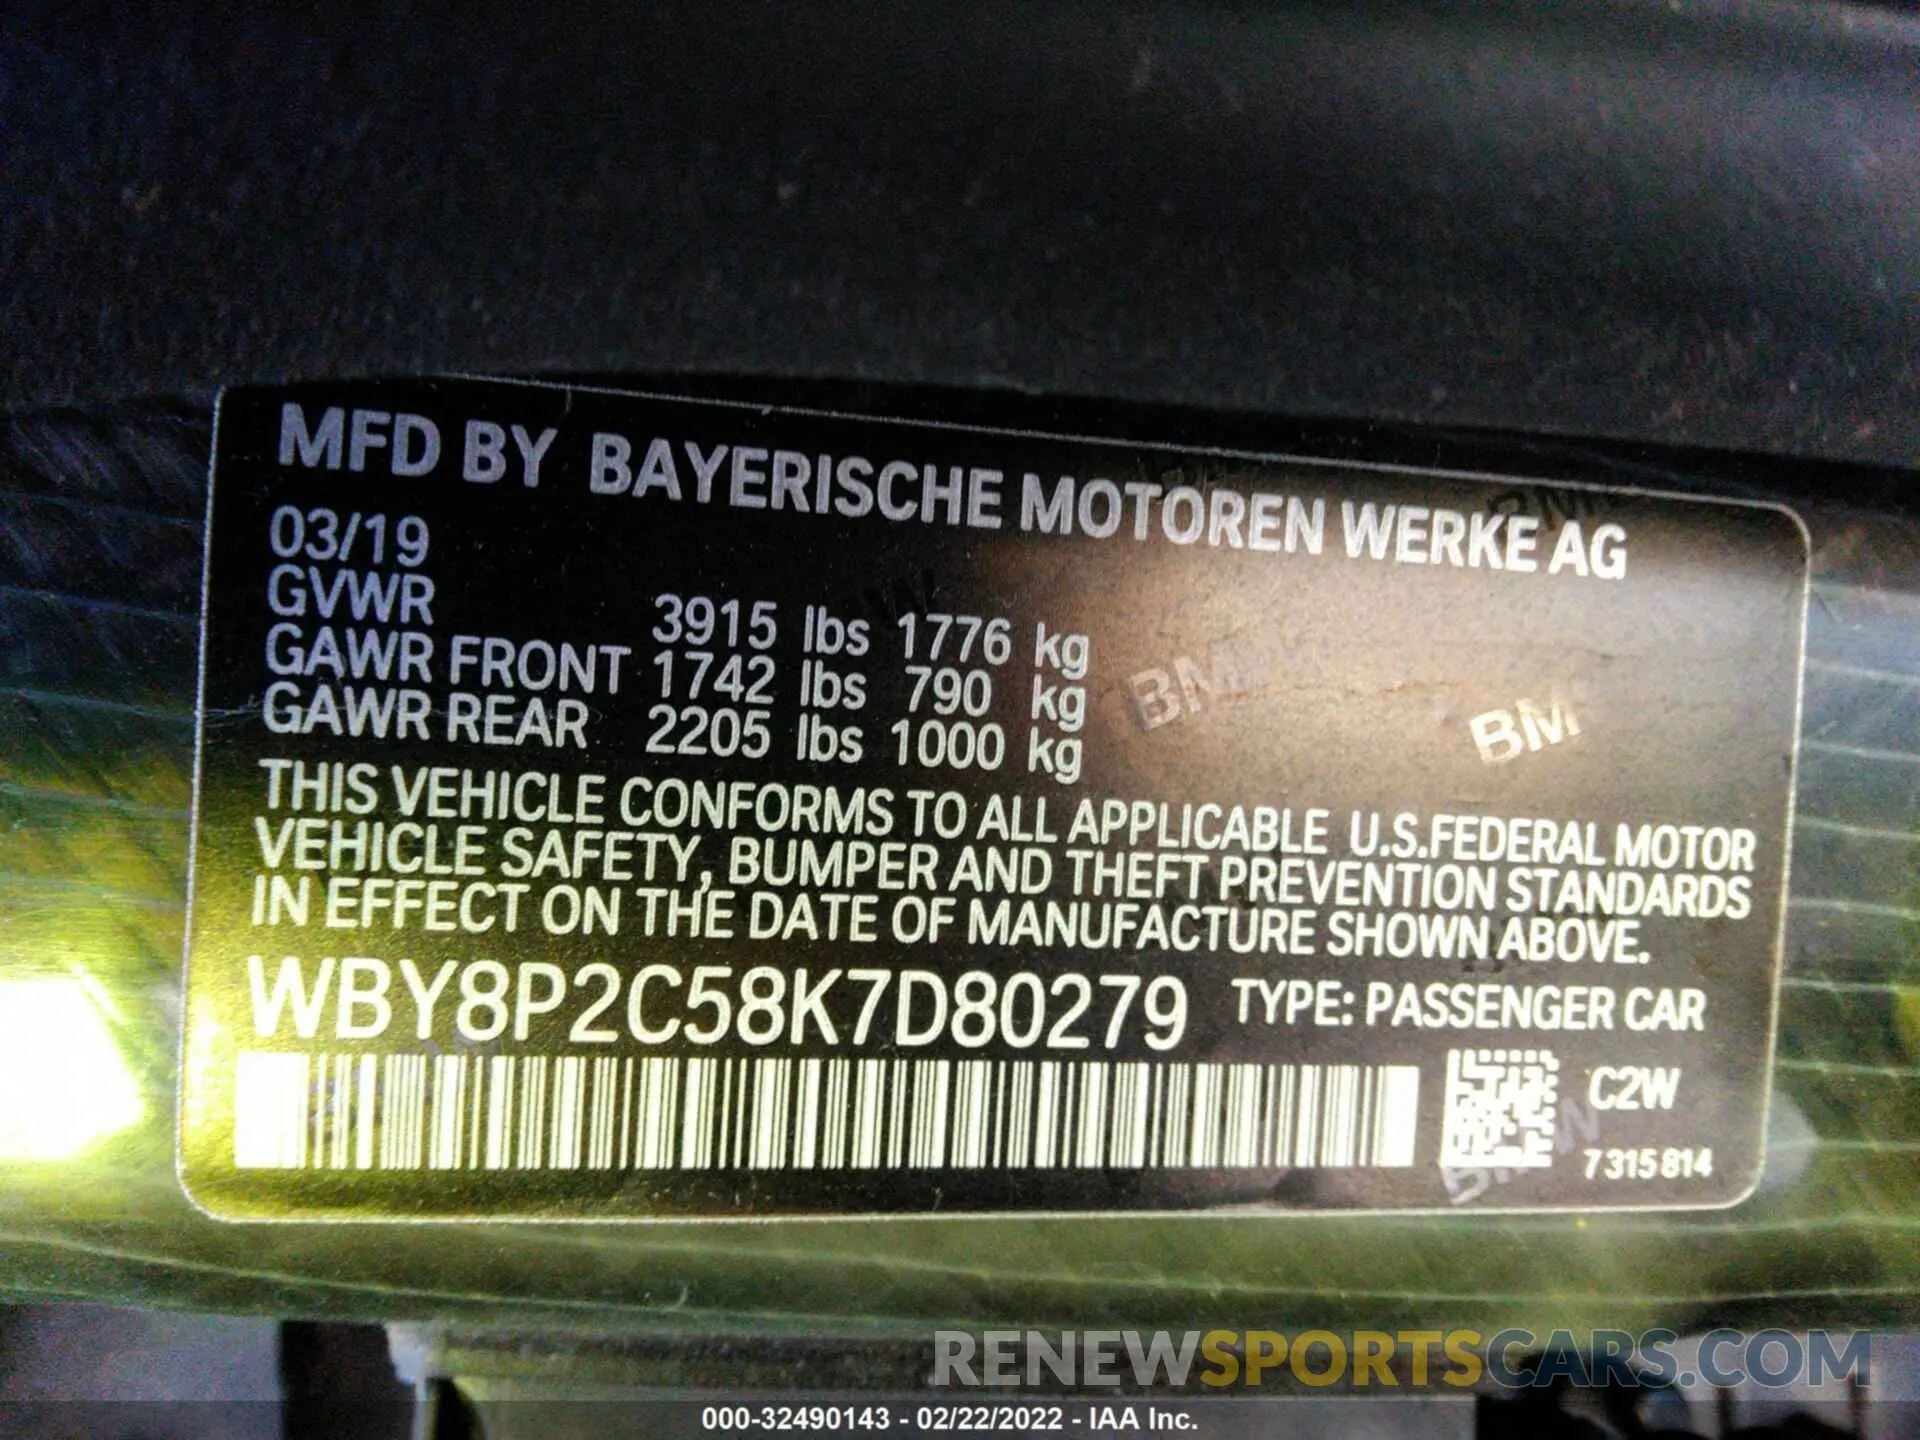 MFD BY BAYERISCHE MOTOREN WERKE AG
03/19
GVWR 3915 lbs 1776 kg
GAWR FRONT 1742 lbs 790 kg
GAWR REAR 2205 lbs 1000 kg
THIS VEHICLE CONFORMS TO ALL APPLICABLE U.S.FEDERAL MOTOR
VEHICLE SAFETY, BUMPER AND THEFT PREVENTION STANDARDS
IN EFFECT ON THE DATE OF MANUFACTURE SHOWN ABOVE.
WBY8P2C58K7D80279 TYPE: PASSENGER CAR
C2W
7315814
RENEWSPORTSCARS.COM
000-32490143 - 02/22/2022 - IAA Inc.